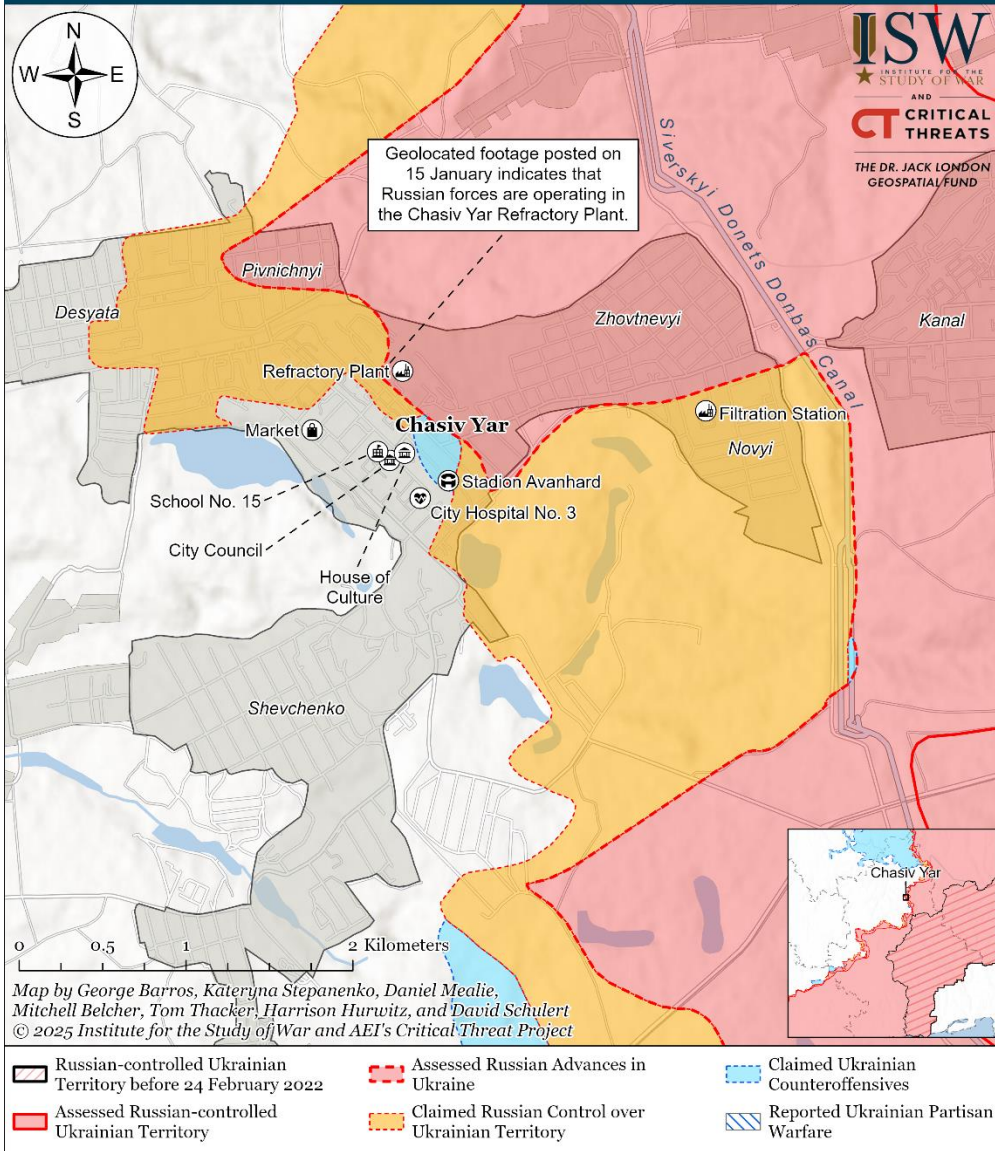 N
W E
S
ISW
INSTITUTE FOR THE
STUDY OF WAR
AND
CT CRITICAL
THREATS
THE DR. JACK LONDON
GEOSPATIAL FUND
Geolocated footage posted on
15 January indicates that
Russian forces are operating in
the Chasiv Yar Refractory Plant.
Siverskyi Donets Donbas Canal
Pivnichnyi
Desyata
Zhovtnevyi
Kanal
Refractory Plant
Filtration Station
Market
Chasiv Yar
Novyi
Stadion Avanhard
School No. 15
City Hospital No. 3
City Council
House of
Culture
Shevchenko
Chasiv Yar
0 0.5 1 2 Kilometers
Map by George Barros, Kateryna Stepanenko, Daniel Mealie,
Mitchell Belcher, Tom Thacker, Harrison Hurwitz, and David Schulert
© 2025 Institute for the Study of War and AEI's Critical Threat Project
Russian-controlled Ukrainian
Territory before 24 February 2022
Assessed Russian-controlled
Ukrainian Territory
Assessed Russian Advances in
Ukraine
Claimed Russian Control over
Ukrainian Territory
Claimed Ukrainian
Counteroffensives
Reported Ukrainian Partisan
Warfare